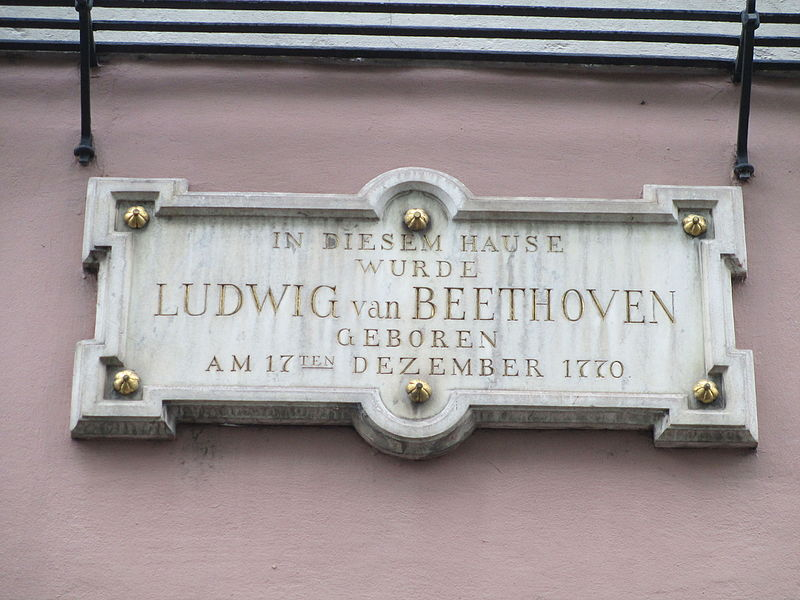 IN DIESEM HAUSE
WURDE
LUDWIG van BEETHOVEN
GEBOREN
AM 17TEN DEZEMBER 1770.